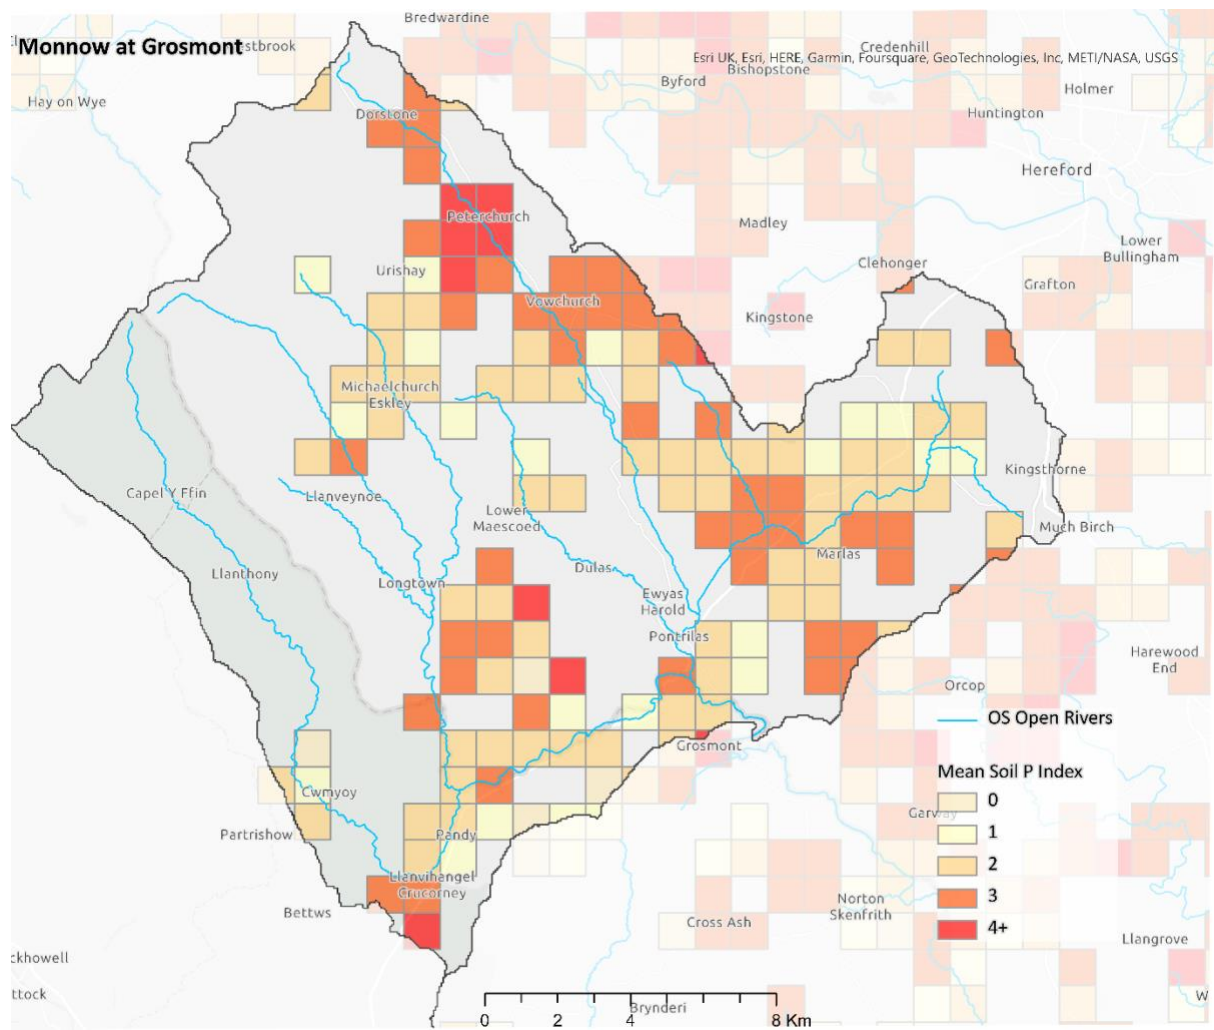 Bredwardine
Monnow at Grosmont
stbrook
Credenhill
Esri UK, Esri, HERE, Garmin, Foursquare, GeoTechnologies, Inc, METI/NASA, USGS
Bishopstone
Byford
Holmer
Hay on Wye
Huntington
Dorstone
Hereford
Peterchurch
Madley
Lower
Bullingham
Clehonger
Urishay
Grafton
Vowchurch
Kingstone
Michaelchurch
Eskley
Kingsthorne
Capel Y Ffin
Llanveynoe
Lower
Maescoed
Much Birch
Marlas
Llanthony
Dulas
Longtown
Ewyas
Harold
Pontrilas
Harewood
End
Orcop
OS Open Rivers
Grosmont
Mean Soil P Index
Cwmyoy
0
Garway
Partrishow
Pandy
1
2
Llanvihangel
Crucorney
3
Norton
Skenfrith
Bettws
Cross Ash
4+
Llangrove
ckhowell
ttock
W
Brynderi
0 2 4 8 Km